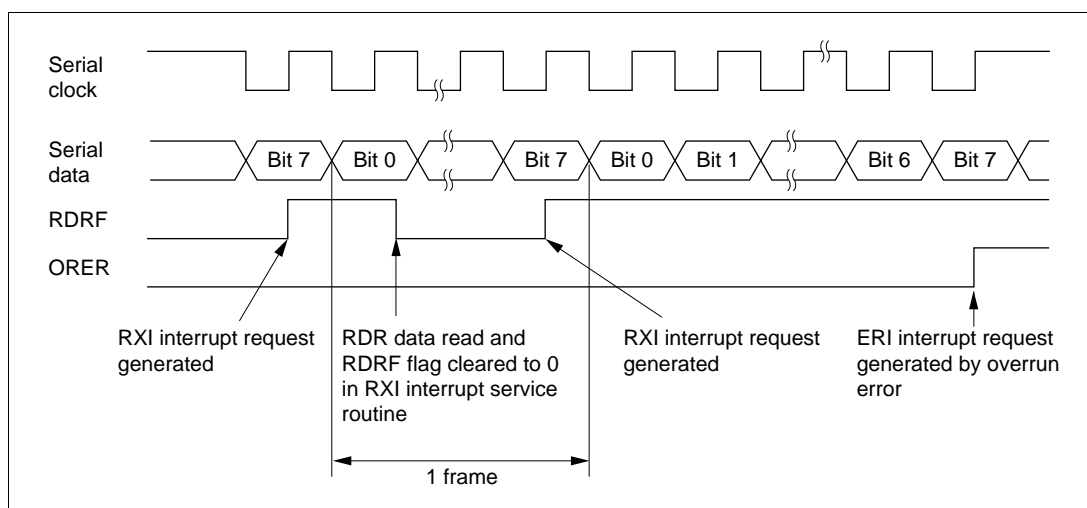 Serial
clock
Serial
data
Bit 7
Bit 0
Bit 7
Bit 0
Bit 1
Bit 6
Bit 7
RDRF
ORER
RXI interrupt request
generated
RDR data read and
RDRF flag cleared to 0
in RXI interrupt service
routine
RXI interrupt request
generated
ERI interrupt request
generated by overrun
error
1 frame